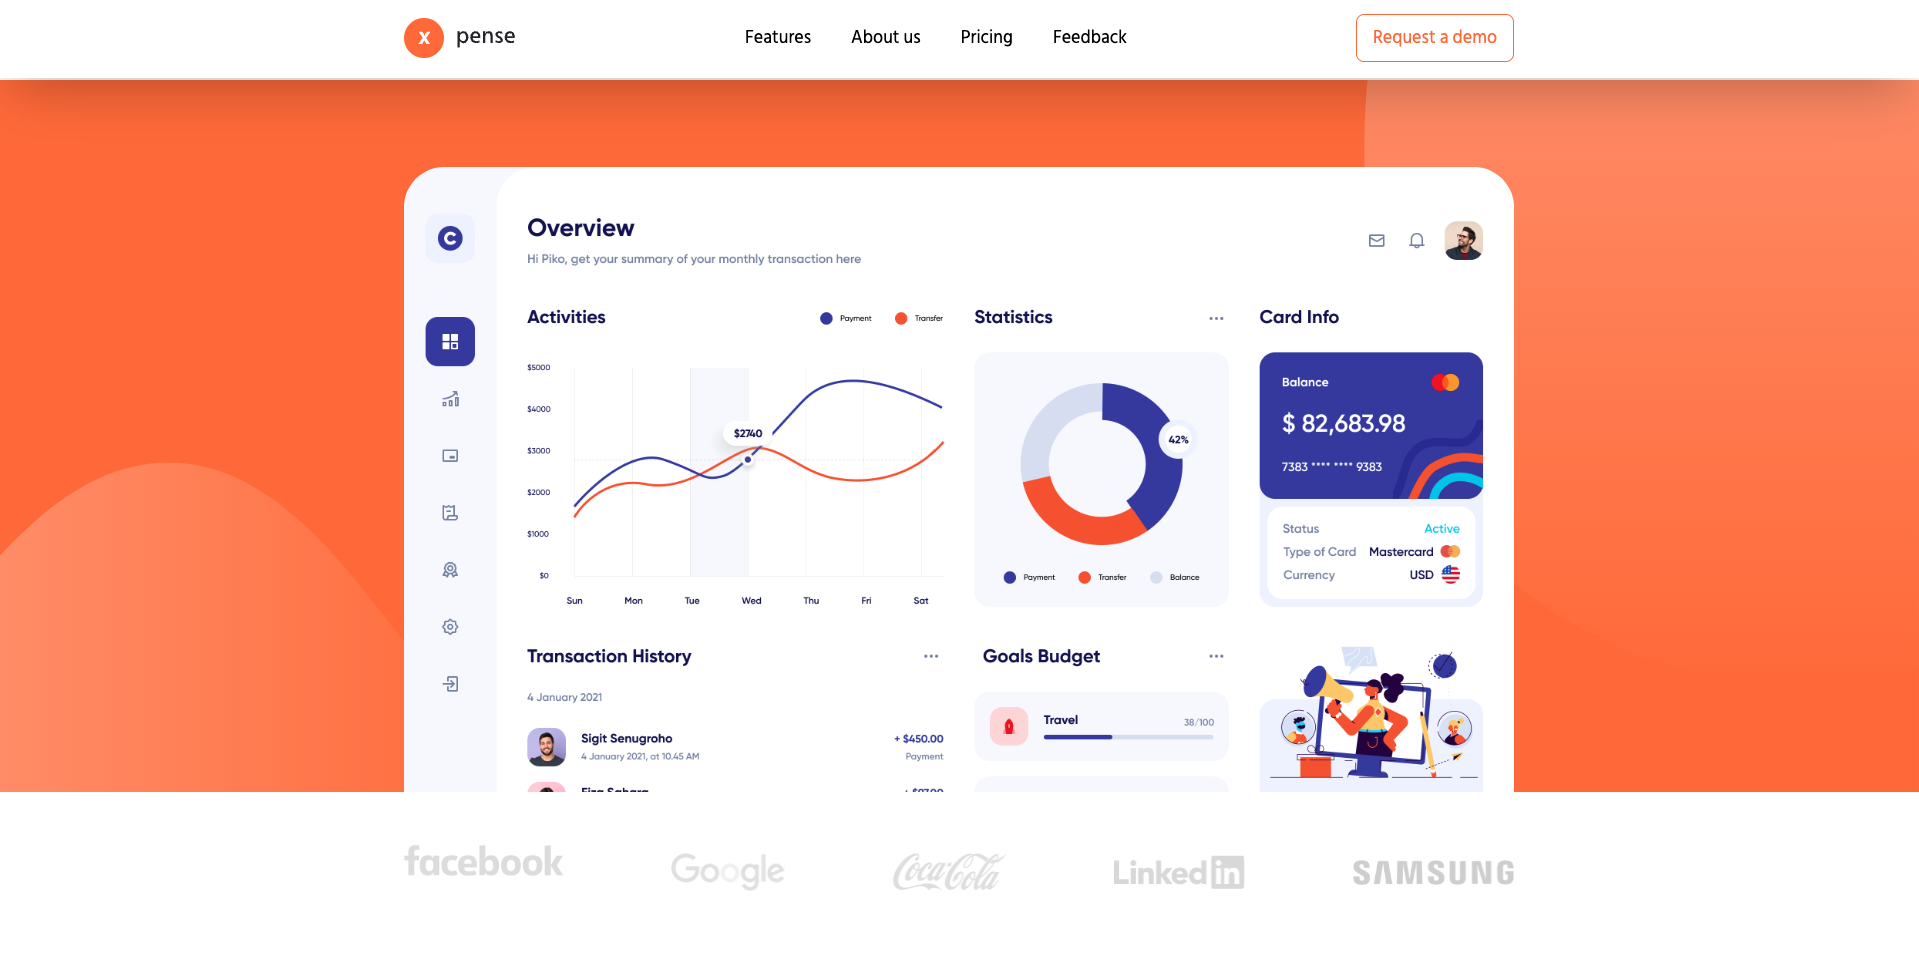 x pense
Features About us Pricing Feedback
Request a demo
Overview
Hi Piko, get your summary of your monthly transaction here
Activities
Payment Transfer
$5000
$4000
$3000
$2000
$1000
$0
$2740
Sun Mon Tue Wed Thu Fri Sat
Statistics
42%
Payment Transfer Balance
Card Info
Balance
$ 82,683.98
7383 **** **** 9383
Status Active
Type of Card Mastercard
Currency USD
Transaction History
4 January 2021
Sigit Senugroho + $450.00
4 January 2021, at 10.45 AM Payment
Goals Budget
Travel 38/100
facebook Google Coca-Cola Linkedin SAMSUNG